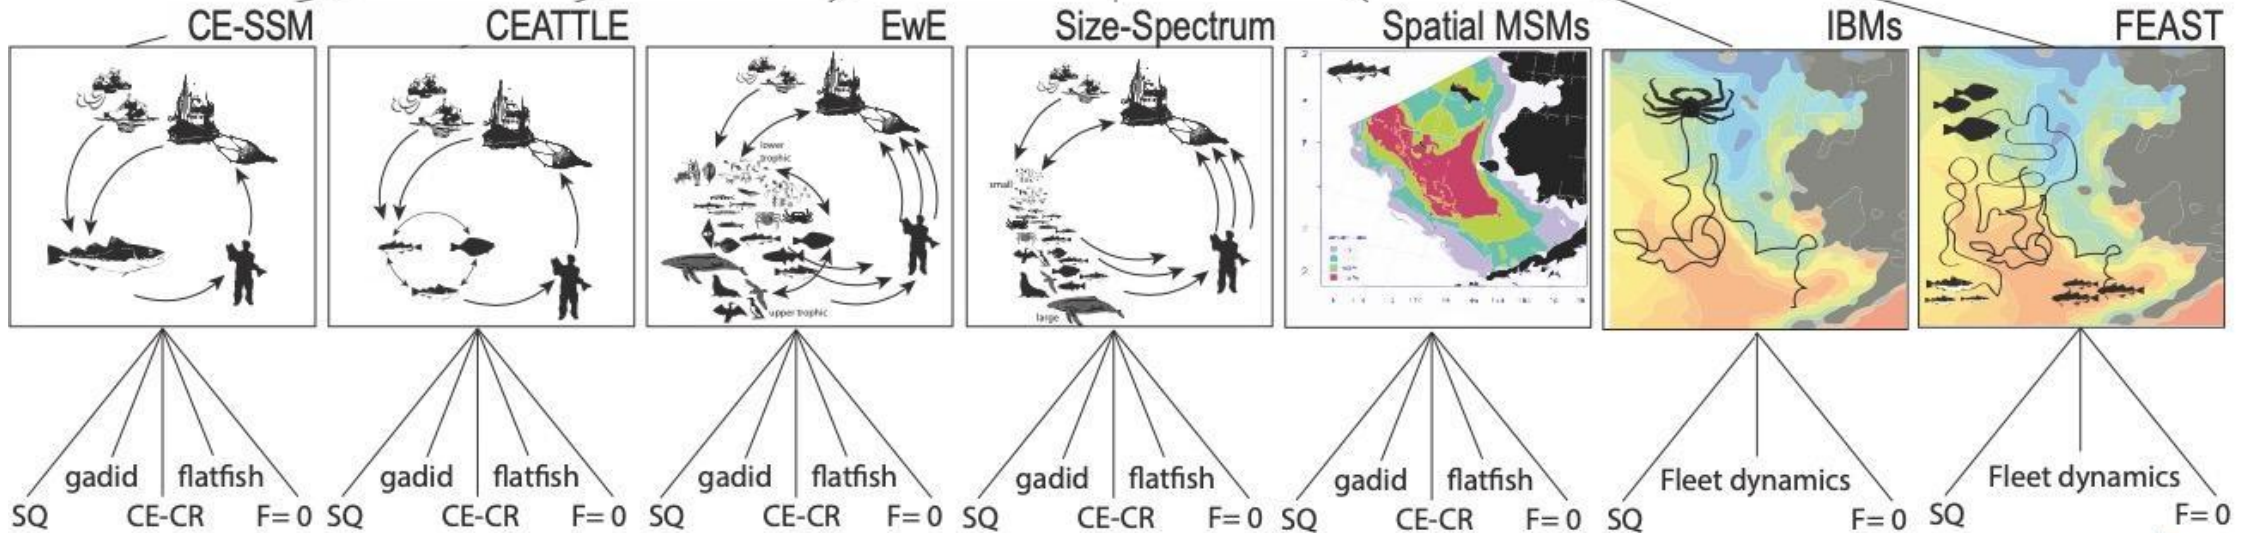 CE-SSM CEATTLE EwE Size-Spectrum Spatial MSMs IBMs FEAST
lower
trophic
small
upper trophic
large
gadid flatfish gadid flatfish gadid flatfish gadid flatfish gadid flatfish Fleet dynamics Fleet dynamics
SQ CE-CR F= 0 SQ CE-CR F= 0 SQ CE-CR F= 0 SQ CE-CR F= 0 SQ CE-CR F= 0 SQ F= 0 SQ F= 0